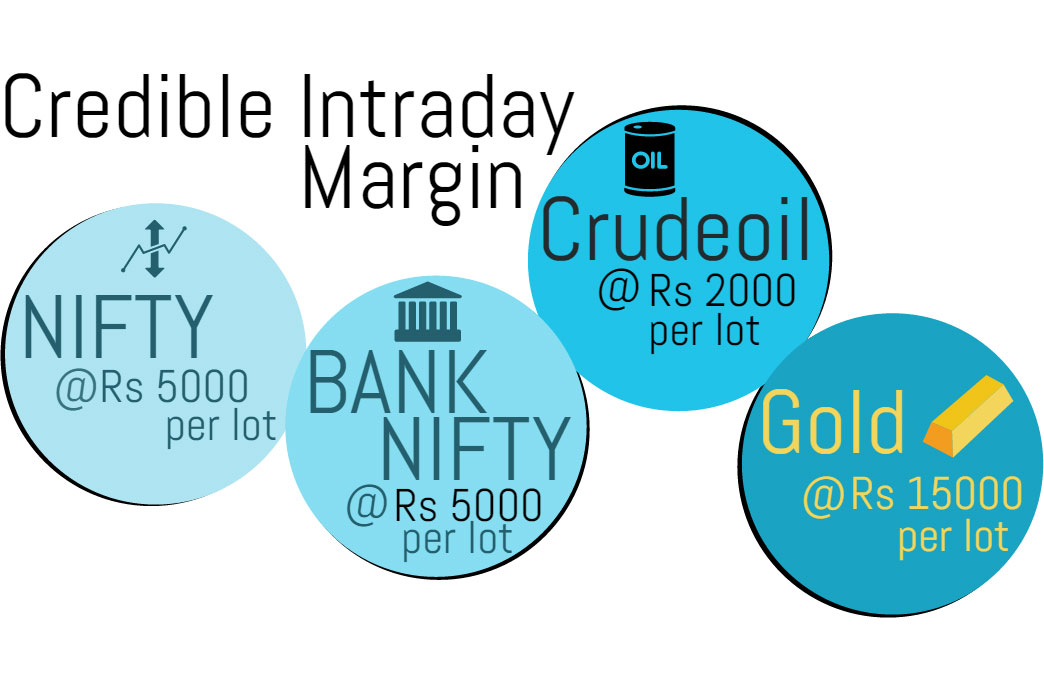 Credible Intraday
Margin
NIFTY
@Rs 5000
per lot
BANK
NIFTY
@Rs 5000
per lot
OIL
Crudeoil
@ Rs 2000
per lot
Gold
@Rs 15000
per lot